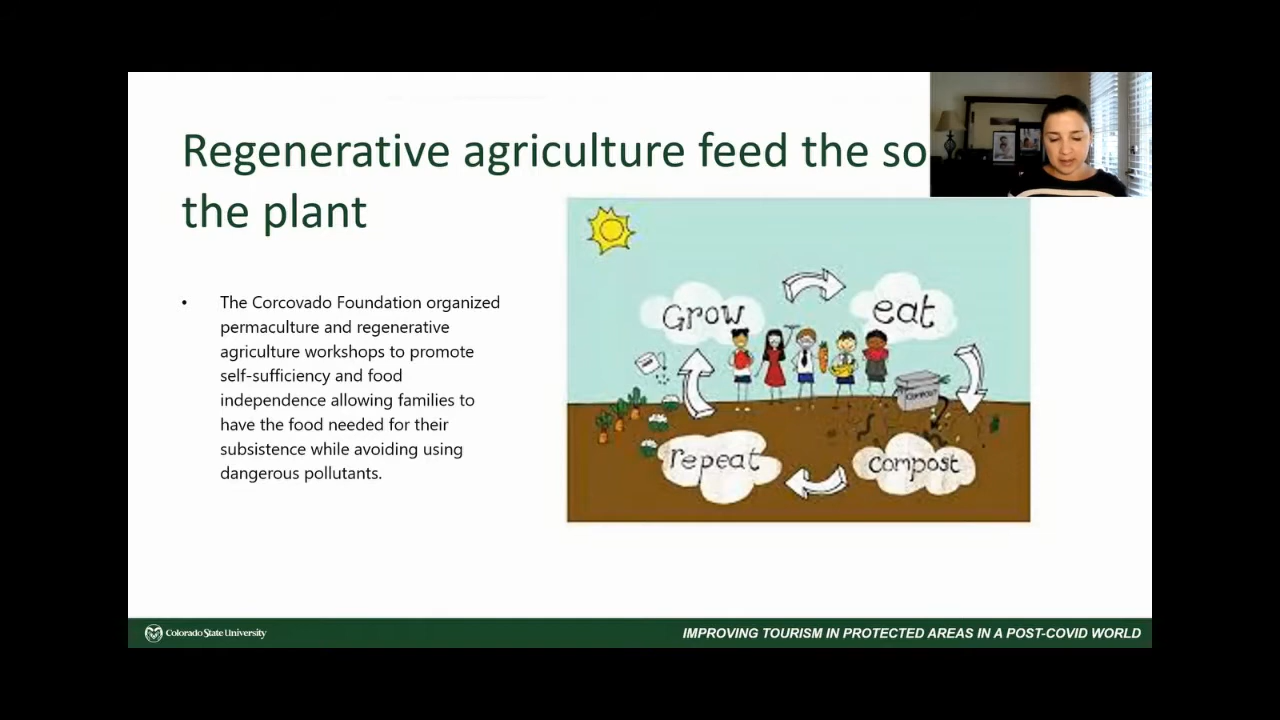 Regenerative agriculture feed the
the plant
• The Corcovado Foundation organized
permaculture and regenerative
agriculture workshops to promote
self-sufficiency and food
independence allowing families to
have the food needed for their
subsistence while avoiding using
dangerous pollutants.
Grow
eat
repeat
compost
COMPOST
Colorado State University
IMPROVING TOURISM IN PROTECTED AREAS IN A POST-COVID WORLD